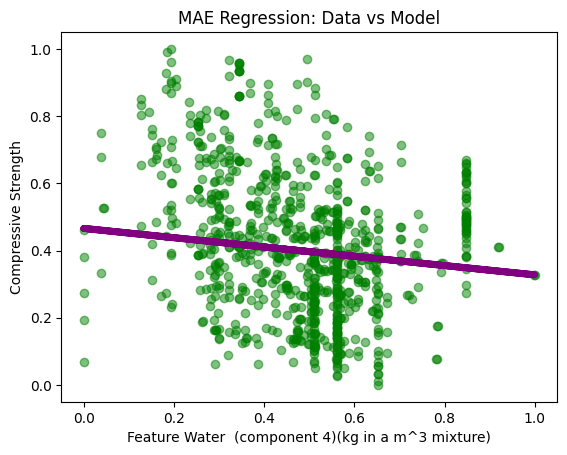 MAE Regression: Data vs Model
Compressive Strength
1.0
0.8
0.6
0.4
0.2
0.0
0.0 0.2 0.4 0.6 0.8 1.0
Feature Water  (component 4)(kg in a m^3 mixture)